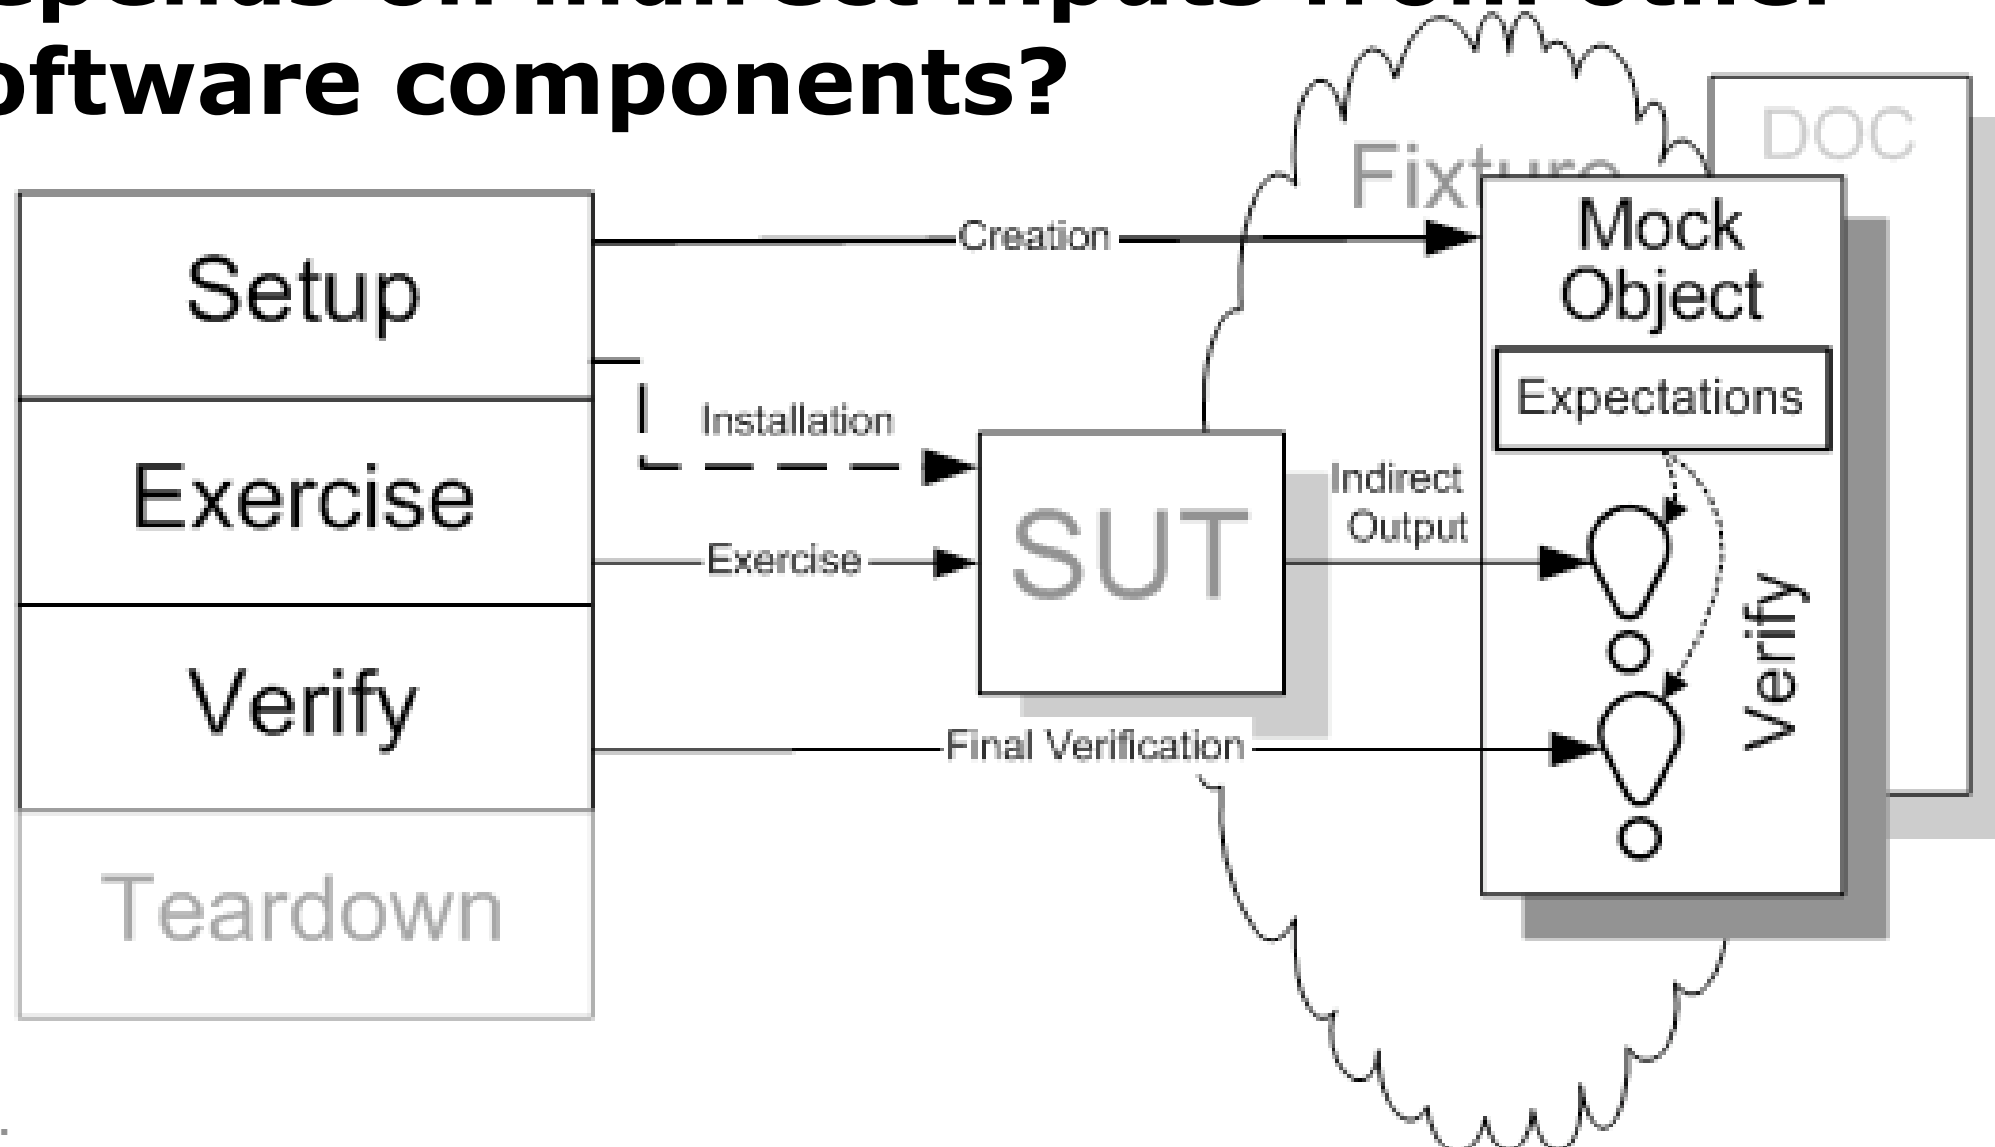 oftware components?
DOC
Mock
Object
Creation
Setup
Expectations
Installation
Indirect
Output
Exercise
Exercise
SUT
Verify
Verify
Final Verification
Teardown